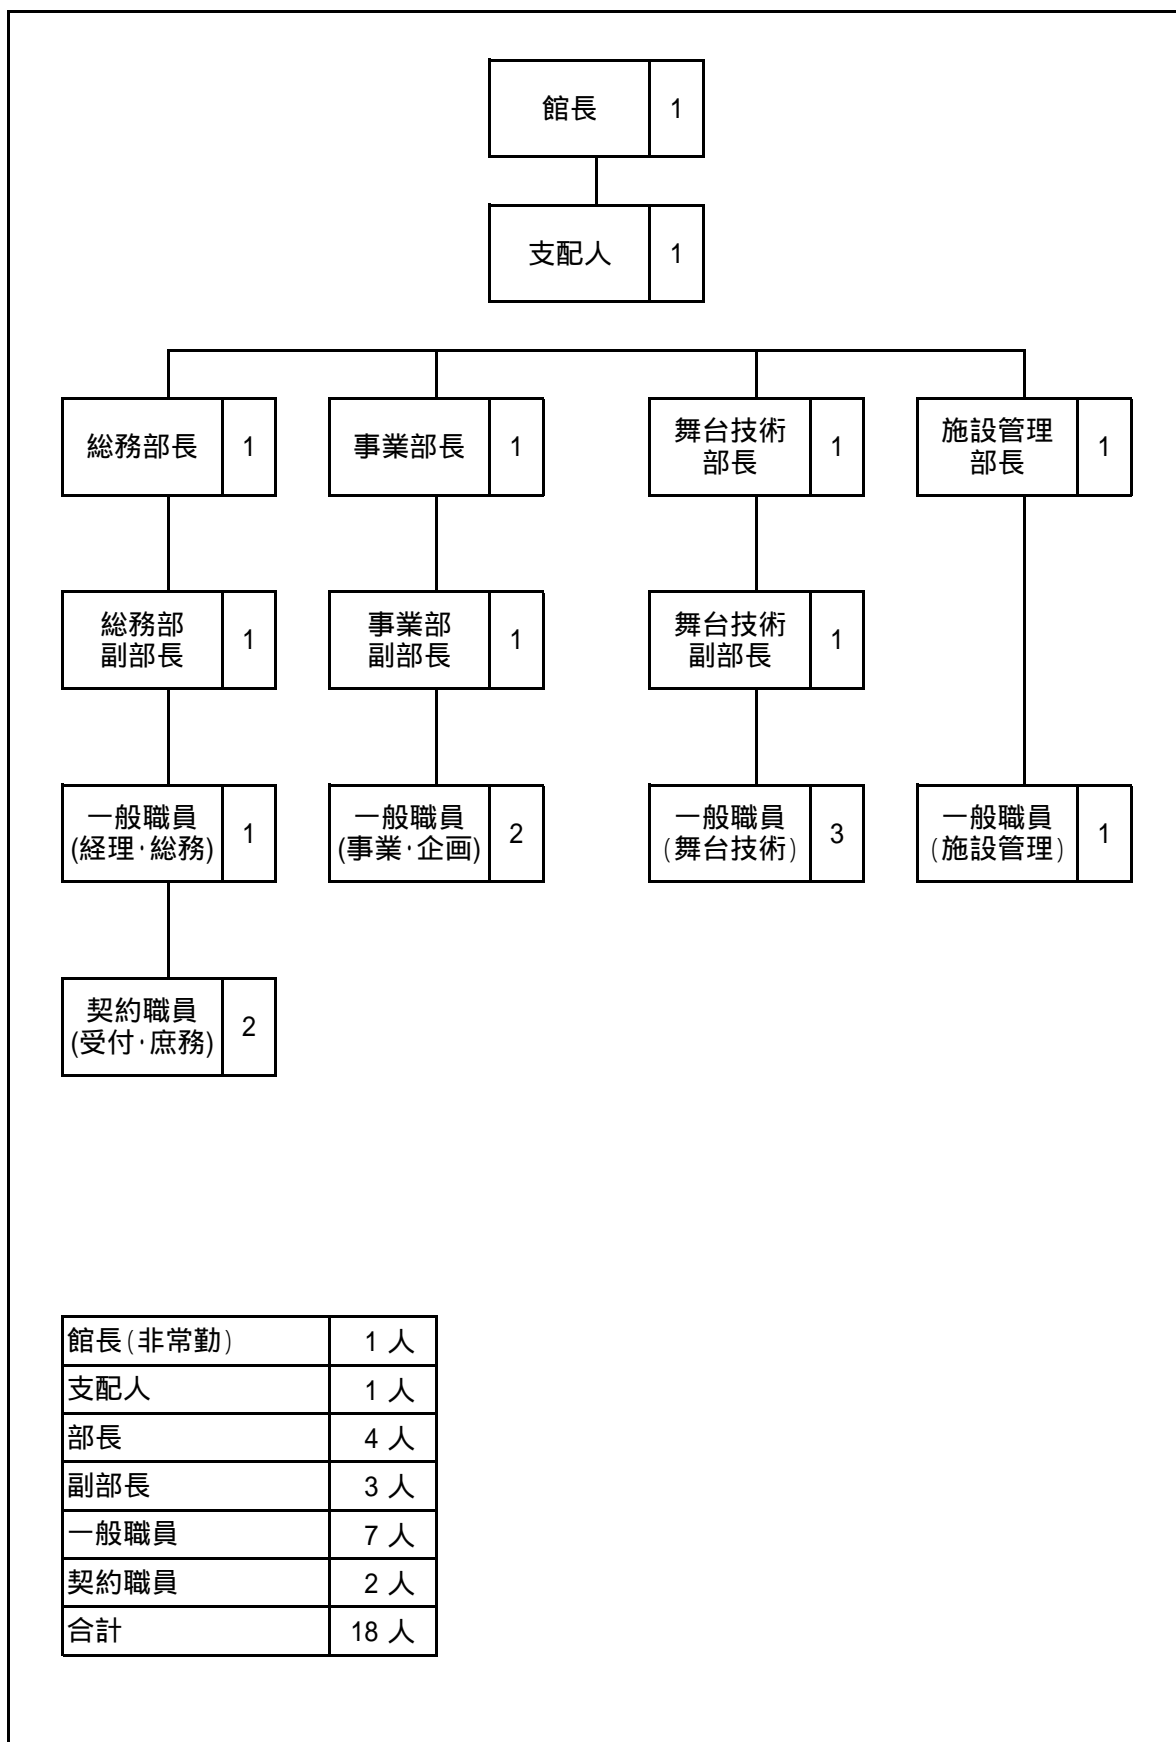 館長 1
支配人 1
総務部長 1
事業部長 1
舞台技術
部長 1
施設管理
部長 1
総務部
副部長 1
事業部
副部長 1
舞台技術
副部長 1
一般職員
(経理･総務) 1
一般職員
(事業･企画) 2
一般職員
(舞台技術) 3
一般職員
(施設管理) 1
契約職員
(受付･庶務) 2
館長(非常勤) 1 人
支配人 1 人
部長 4 人
副部長 3 人
一般職員 7 人
契約職員 2 人
合計 18 人